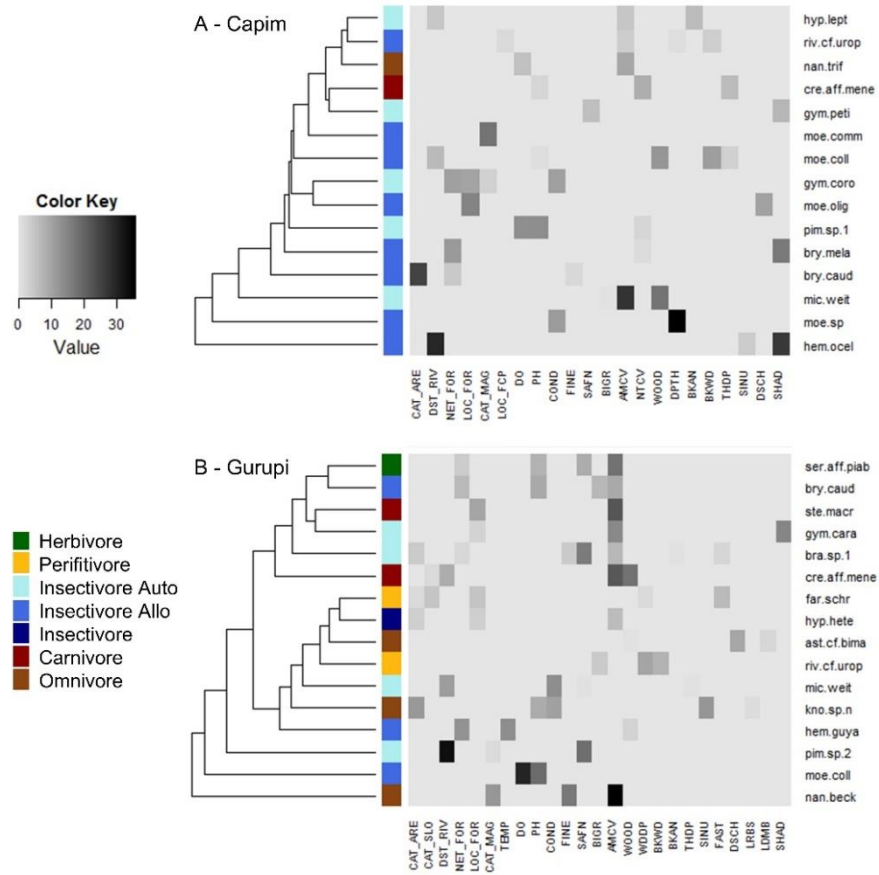 A - Capim
hyp.lept
riv.cf.urop
nan.trif
cre.aff.mene
gym.peti
moe.comm
moe.coll
gym.coro
moe.olig
pim.sp.1
bry.mela
bry.caud
mic.weit
moe.sp
hem.ocel
Color Key
0 10 20 30
Value
CAT_ARE
DST_RIV
NET_FOR
LOC_FOR
CAT_MAG
LOC_FCP
DO
PH
COND
FINE
SAFN
BIGR
AMCV
NTCV
WOOD
DPTH
BKAN
BKWD
THDP
SINU
DSCH
SHAD
B - Gurupi
ser.aff.piab
bry.caud
ste.macr
gym.cara
bra.sp.1
cre.aff.mene
far.schr
hyp.hete
ast.cf.bima
riv.cf.urop
mic.weit
kno.sp.n
hem.guya
pim.sp.2
moe.coll
nan.beck
Herbivore
Perifitivore
Insectivore Auto
Insectivore Allo
Insectivore
Carnivore
Omnivore
CAT_ARE
CAT_SLO
DST_RIV
NET_FOR
LOC_FOR
CAT_MAG
TEMP
DO
PH
COND
FINE
SAFN
BIGR
AMCV
WOOD
WDDP
BKWD
BKAN
THDP
SINU
FAST
DSCH
LRBS
LDMB
SHAD